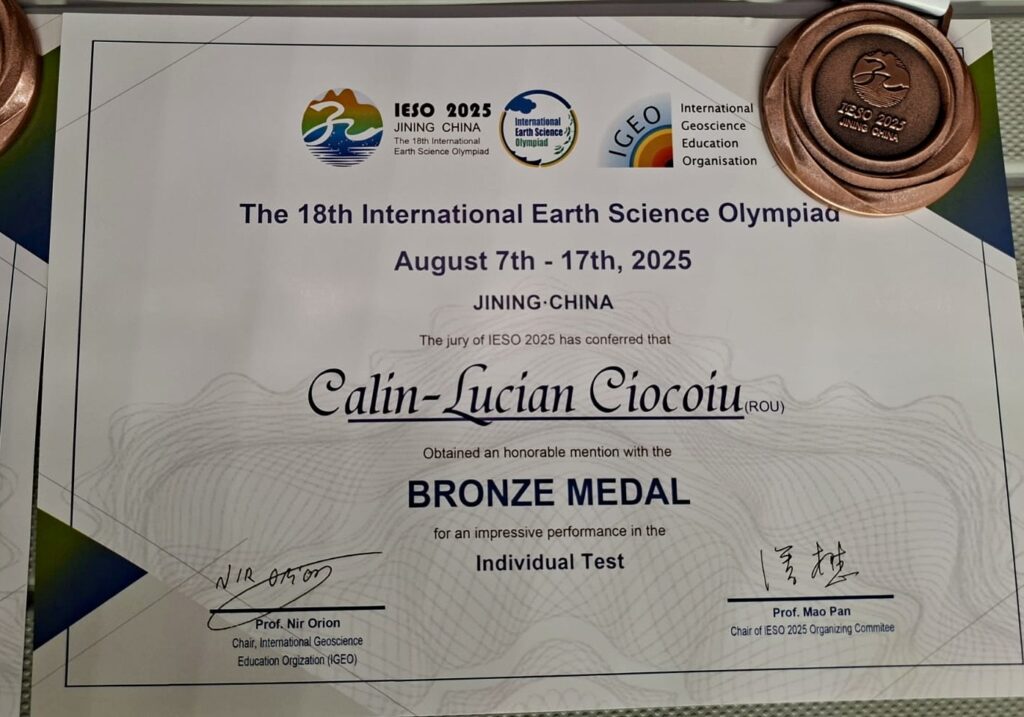 IESO 2025
JINING CHINA
The 18th International
Earth Science Olympiad
International
Earth Science
Olympiad
IGEO
International
Geoscience
Education
Organisation
IESO 2025
JINING CHINA
The 18th International Earth Science Olympiad
August 7th - 17th, 2025
JINING·CHINA
The jury of IESO 2025 has conferred that
Calin-Lucian Ciocoiu (ROU)
Obtained an honorable mention with the
BRONZE MEDAL
for an impressive performance in the
Individual Test
NIR ORION
Prof. Nir Orion
Chair, International Geoscience
Education Orgization (IGEO)
Prof. Mao Pan
Chair of IESO 2025 Organizing Commitee